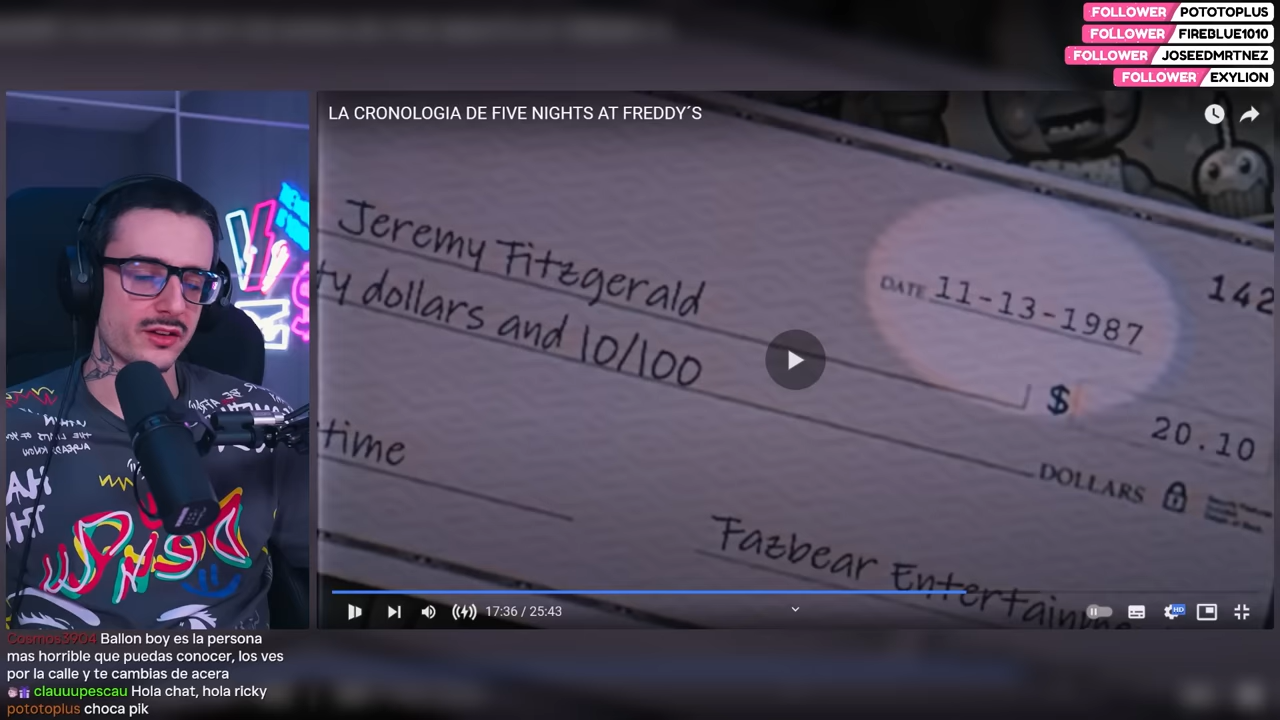 FOLLOWER POTOTOPLUS
FOLLOWER FIREBLUE1010
FOLLOWER JOSEEDMRTNEZ
FOLLOWER EXYLION
LA CRONOLOGIA DE FIVE NIGHTS AT FREDDY´S
142
Jeremy Fitzgerald
DATE 11-13-1987
ty dollars and 10/100
$ 20.10
DOLLARS
time
Fazbear Entertainme
17:36 / 25:43
HD
Cosmos3904 Ballon boy es la persona
mas horrible que puedas conocer, los ves
por la calle y te cambias de acera
clauuupescau Hola chat, hola ricky
pototoplus choca plk